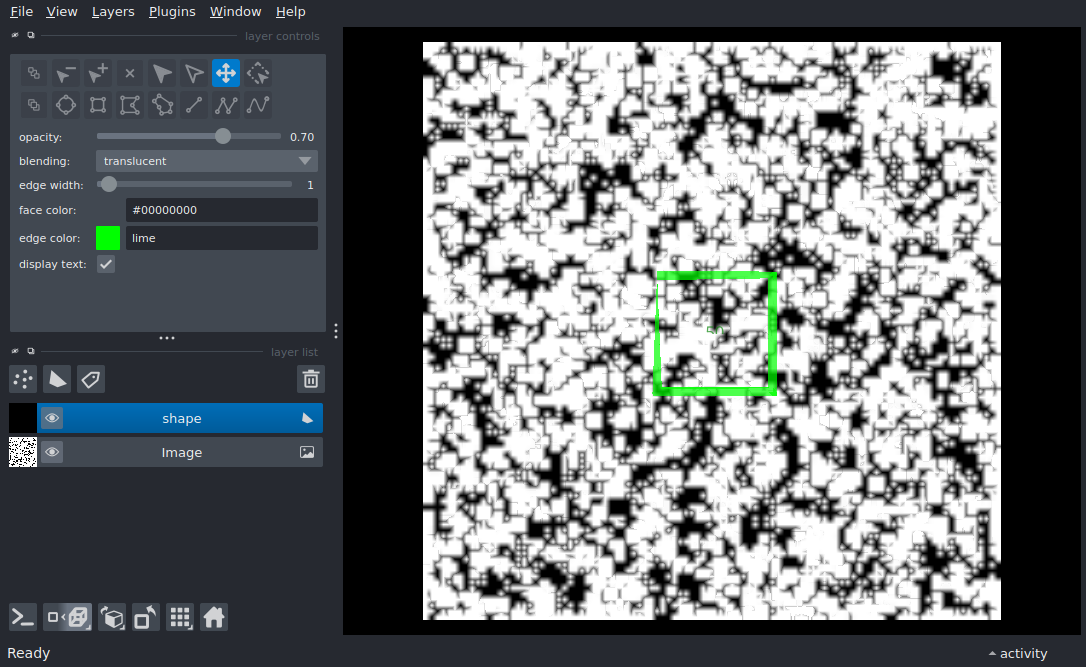 File View Layers Plugins Window Help
layer controls
opacity: 0.70
blending: translucent
edge width: 1
face color: #00000000
edge color: lime
display text:
layer list
shape
Image
Ready
activity